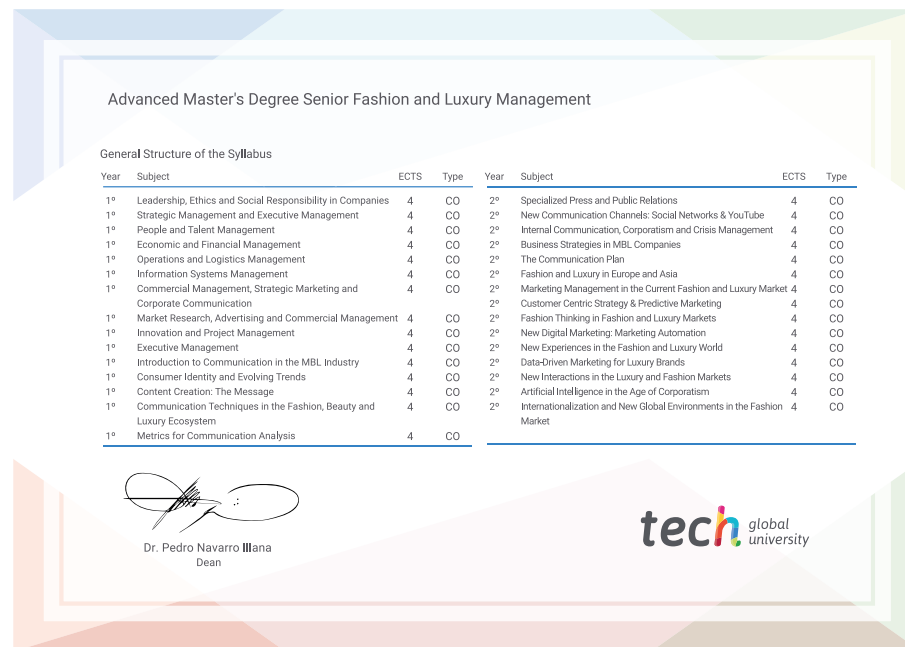 Advanced Master's Degree Senior Fashion and Luxury Management
General Structure of the Syllabus
Year Subject ECTS Type
1º Leadership, Ethics and Social Responsibility in Companies 4 CO
1º Strategic Management and Executive Management 4 CO
1º People and Talent Management 4 CO
1º Economic and Financial Management 4 CO
1º Operations and Logistics Management 4 CO
1º Information Systems Management 4 CO
1º Commercial Management, Strategic Marketing and 4 CO
Corporate Communication
1º Market Research, Advertising and Commercial Management 4 CO
1º Innovation and Project Management 4 CO
1º Executive Management 4 CO
1º Introduction to Communication in the MBL Industry 4 CO
1º Consumer Identity and Evolving Trends 4 CO
1º Content Creation: The Message 4 CO
1º Communication Techniques in the Fashion, Beauty and 4 CO
Luxury Ecosystem
1º Metrics for Communication Analysis 4 CO
Year Subject ECTS Type
2º Specialized Press and Public Relations 4 CO
2º New Communication Channels: Social Networks & YouTube 4 CO
2º Internal Communication, Corporatism and Crisis Management 4 CO
2º Business Strategies in MBL Companies 4 CO
2º The Communication Plan 4 CO
2º Fashion and Luxury in Europe and Asia 4 CO
2º Marketing Management in the Current Fashion and Luxury Market 4 CO
2º Customer Centric Strategy & Predictive Marketing 4 CO
2º Fashion Thinking in Fashion and Luxury Markets 4 CO
2º New Digital Marketing: Marketing Automation 4 CO
2º New Experiences in the Fashion and Luxury World 4 CO
2º Data-Driven Marketing for Luxury Brands 4 CO
2º New Interactions in the Luxury and Fashion Markets 4 CO
2º Artificial Intelligence in the Age of Corporatism 4 CO
2º Internationalization and New Global Environments in the Fashion 4 CO
Market
Dr. Pedro Navarro Illana
Dean
tech global
university